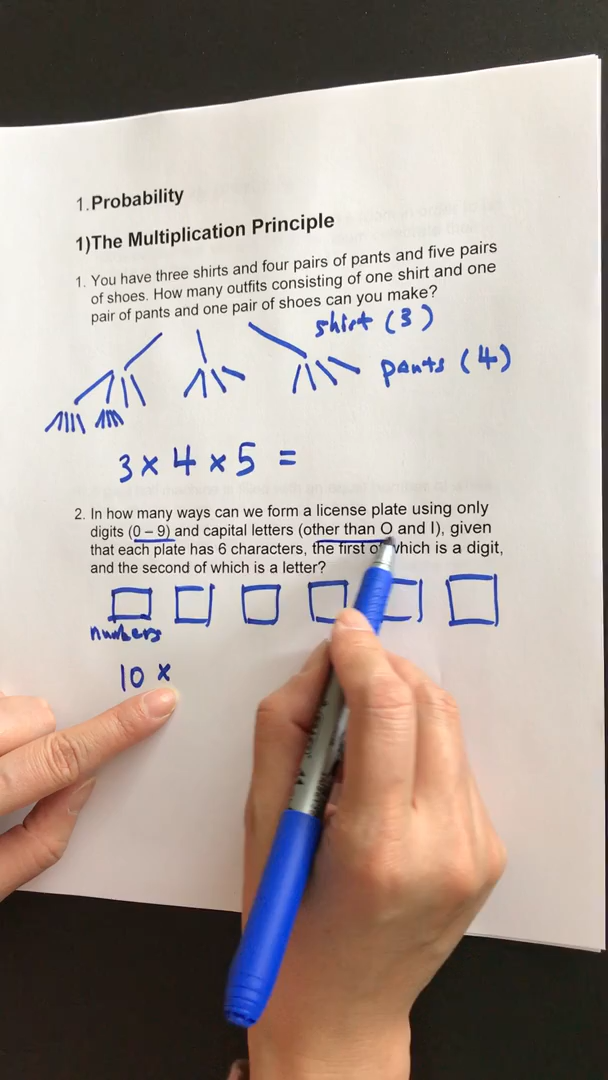 1.Probability
1)The Multiplication Principle
1. You have three shirts and four pairs of pants and five pairs
of shoes. How many outfits consisting of one shirt and one
pair of pants and one pair of shoes can you make?
shirt (3)
pants (4)
3 x 4 x 5 =
2. In how many ways can we form a license plate using only
digits (0 – 9) and capital letters (other than O and I), given
that each plate has 6 characters, the first which is a digit,
and the second of which is a letter?
numbers
10 x